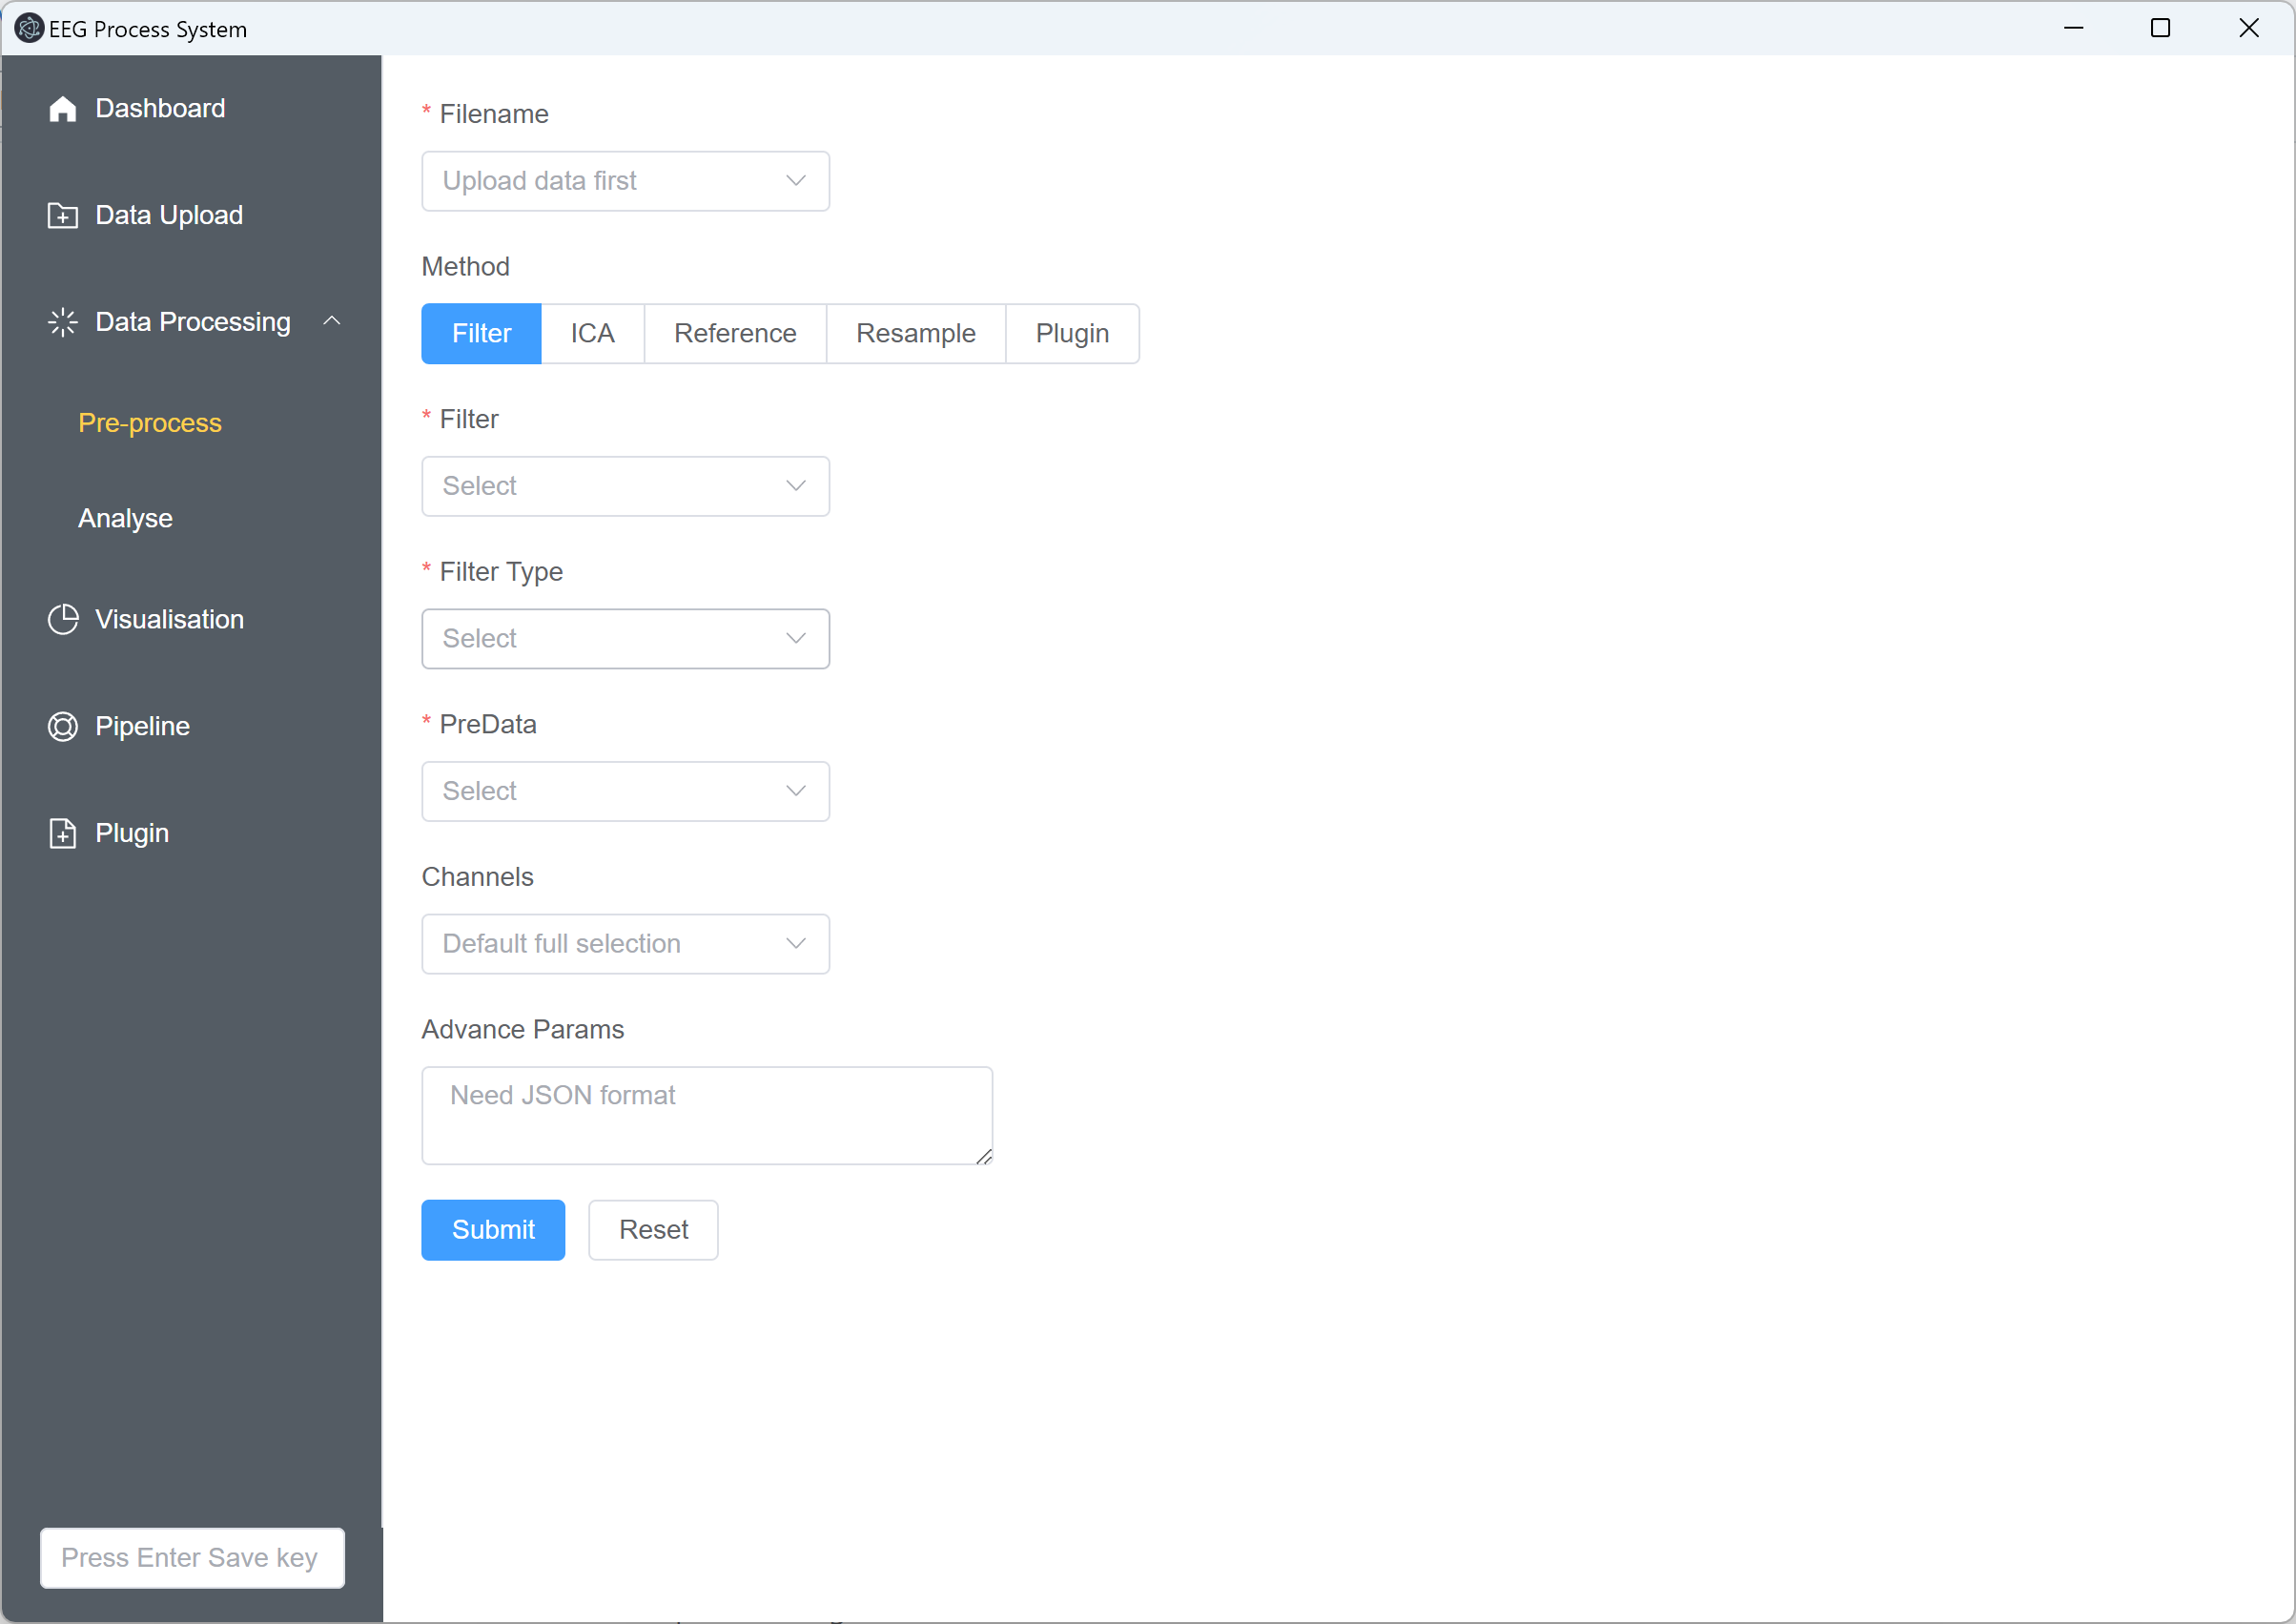 EEG Process System
Dashboard
Data Upload
Data Processing
Pre-process
Analyse
Visualisation
Pipeline
Plugin
Press Enter Save key
* Filename
Upload data first
Method
Filter ICA Reference Resample Plugin
* Filter
Select
* Filter Type
Select
* PreData
Select
Channels
Default full selection
Advance Params
Need JSON format
Submit Reset